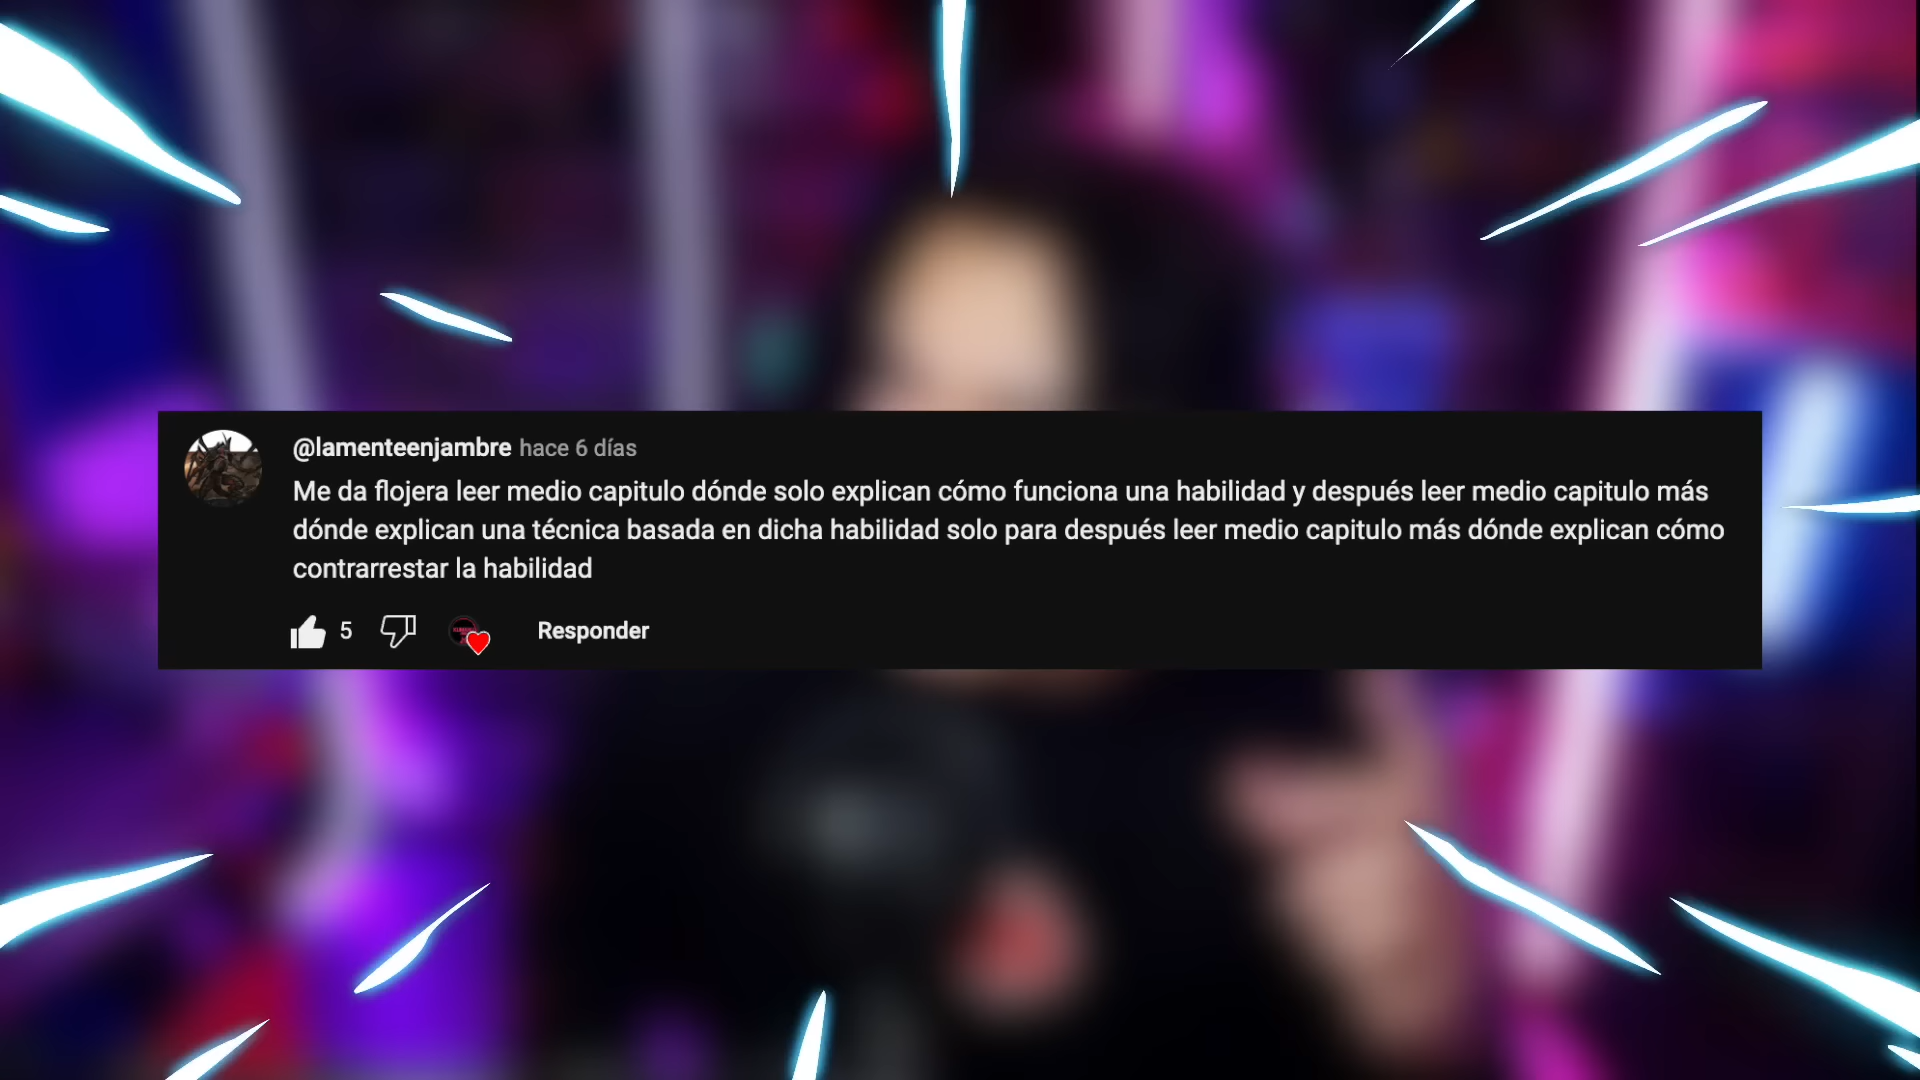 @lamenteenjambre hace 6 días
Me da flojera leer medio capitulo dónde solo explican cómo funciona una habilidad y después leer medio capitulo más
dónde explican una técnica basada en dicha habilidad solo para después leer medio capitulo más dónde explican cómo
contrarrestar la habilidad
5 Responder